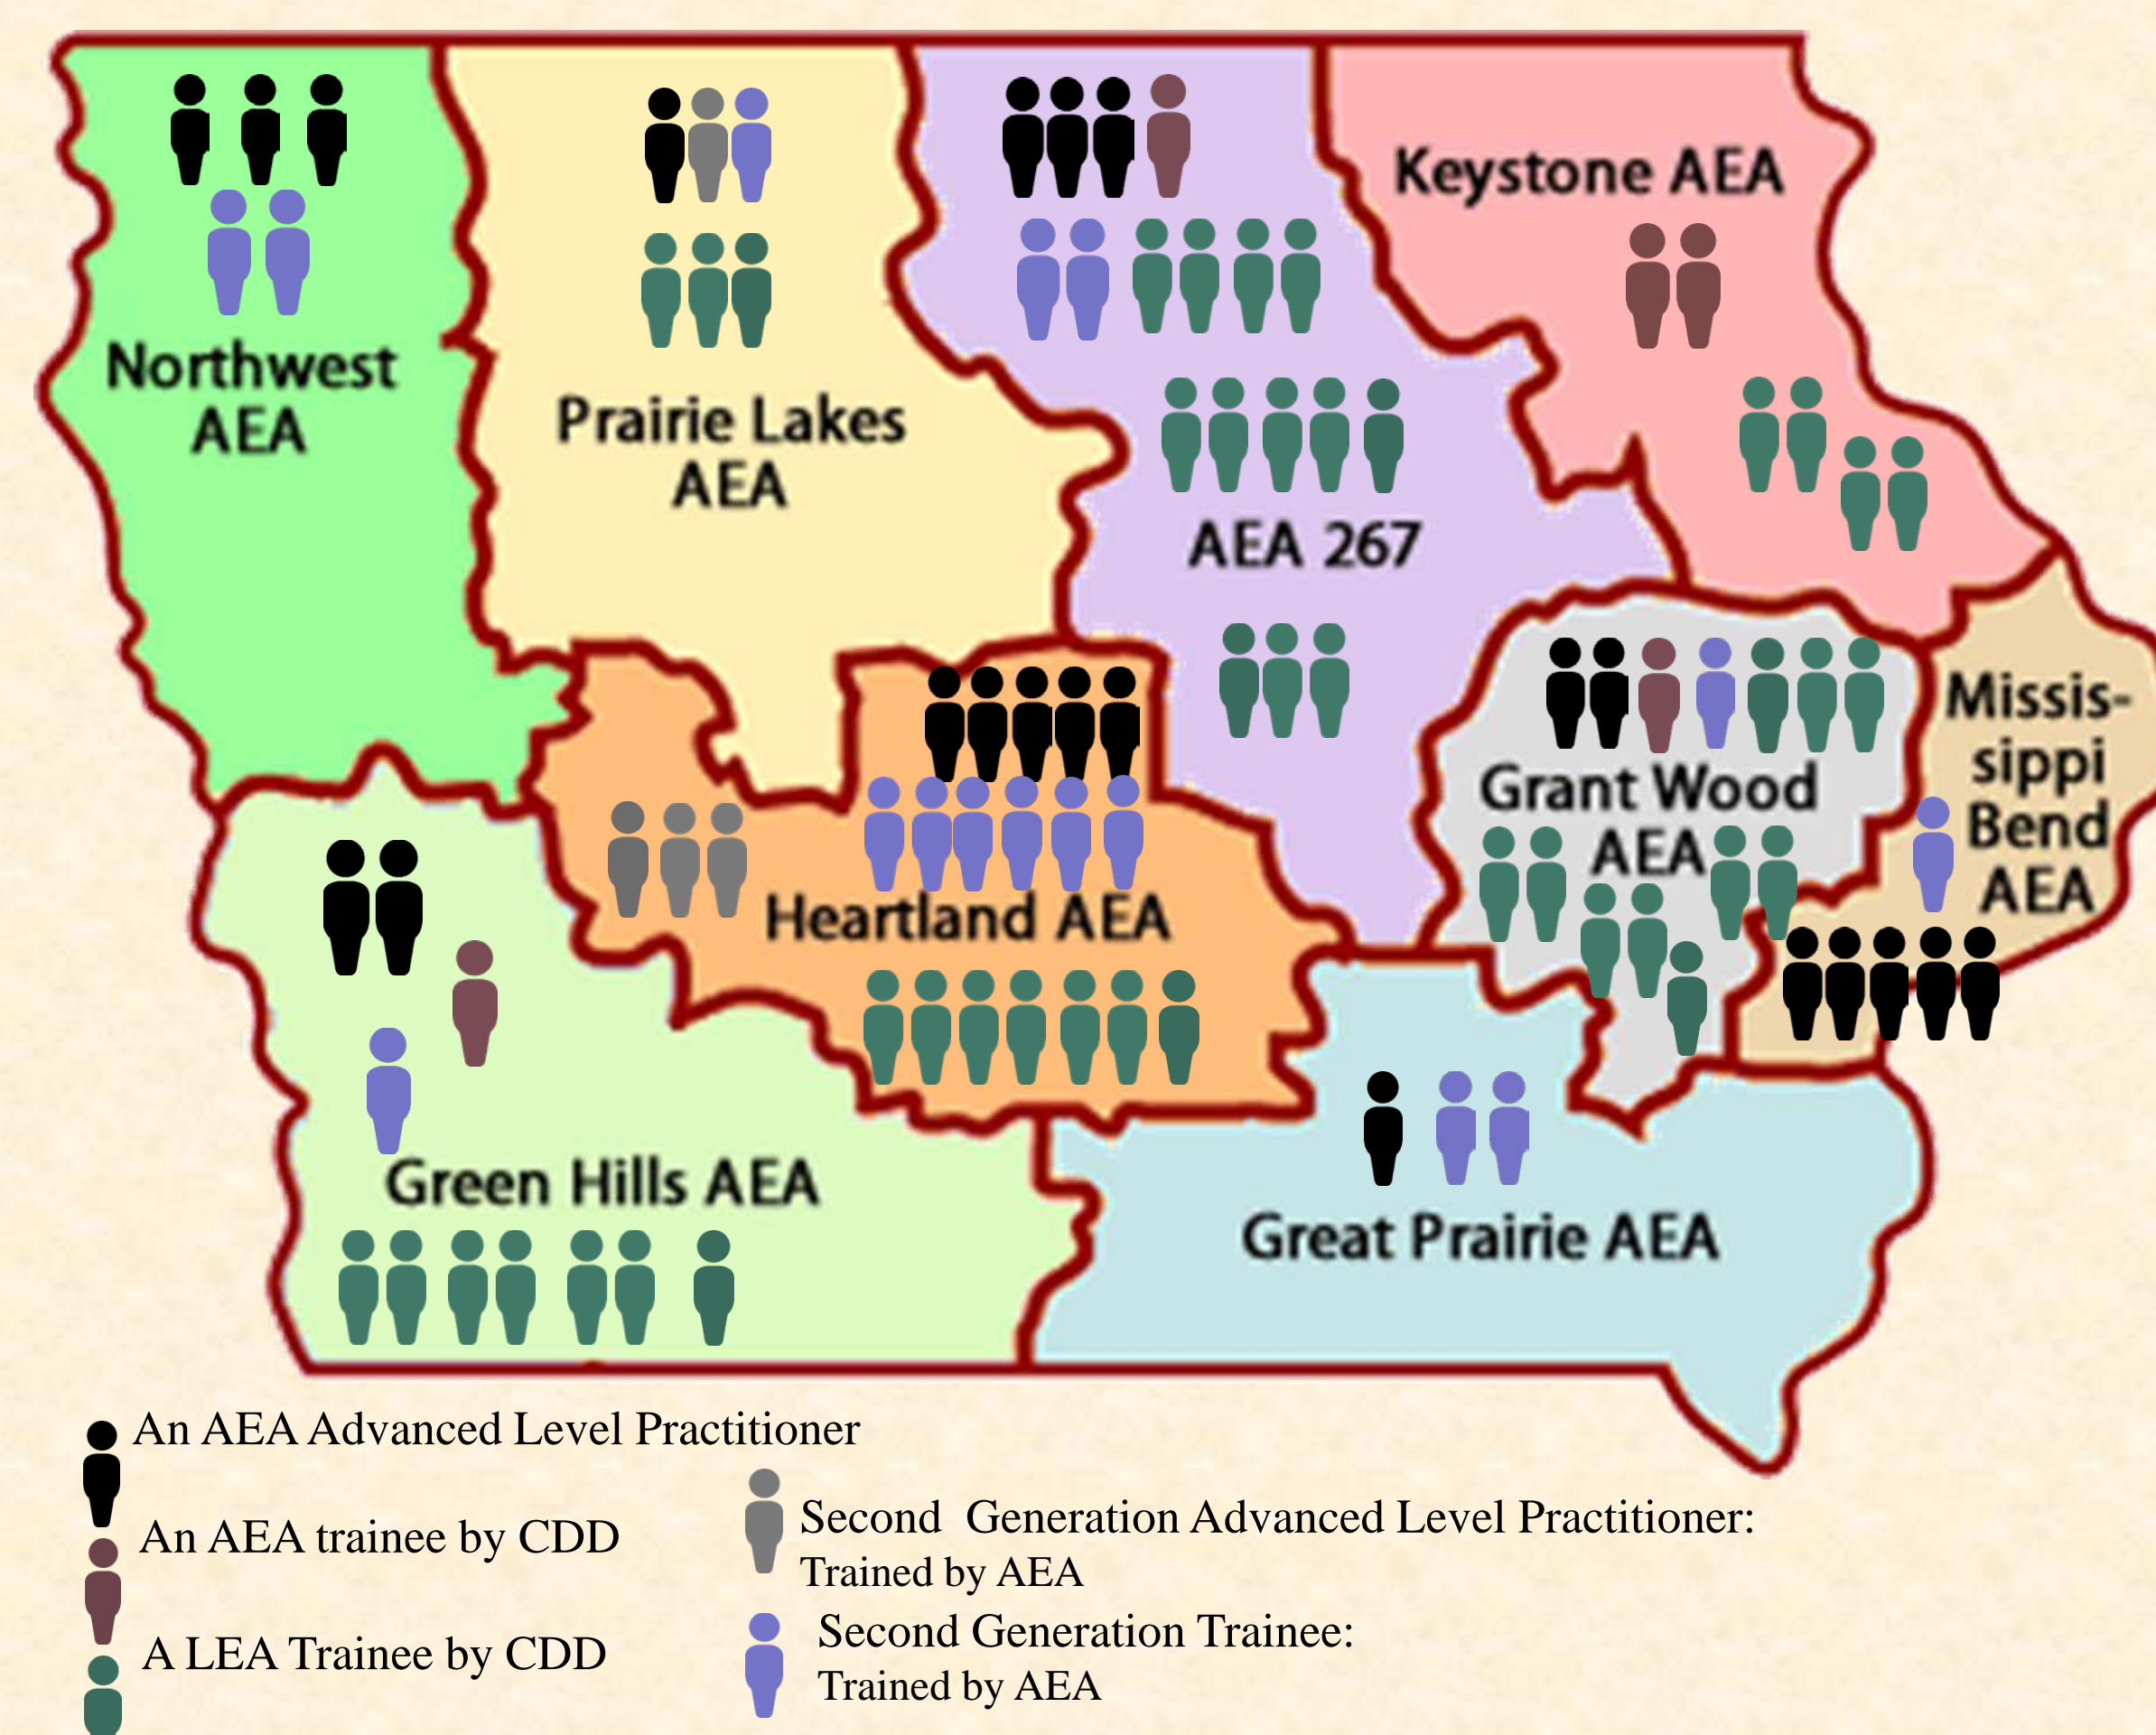 Keystone AEA
Northwest
AEA
Prairie Lakes
AEA
AEA 267
Grant Wood
AEA
Missis-
sippi
Bend
AEA
Heartland AEA
Green Hills AEA
Great Prairie AEA
An AEA Advanced Level Practitioner
An AEA trainee by CDD
A LEA Trainee by CDD
Second Generation Advanced Level Practitioner:
Trained by AEA
Second Generation Trainee:
Trained by AEA